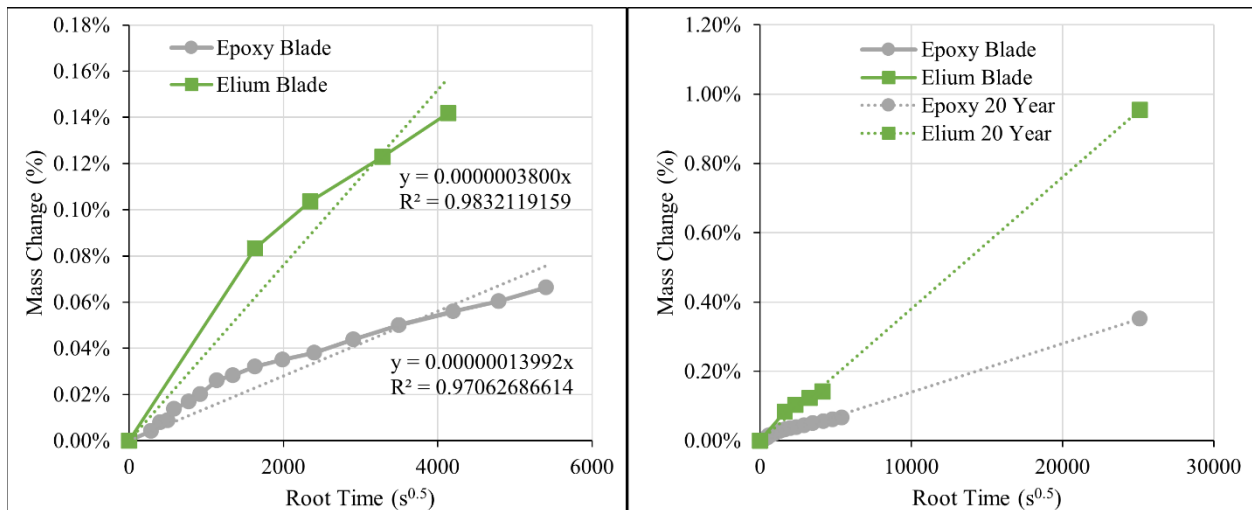 0.18%
0.16%
0.14%
0.12%
0.10%
0.08%
0.06%
0.04%
0.02%
0.00%
Mass Change (%)
Epoxy Blade
Elium Blade
y = 0.0000003800x
R² = 0.9832119159
y = 0.00000013992x
R² = 0.97062686614
0 2000 4000 6000
Root Time (s⁰·⁵)
1.20%
1.00%
0.80%
0.60%
0.40%
0.20%
0.00%
Mass Change (%)
Epoxy Blade
Elium Blade
Epoxy 20 Year
Elium 20 Year
0 10000 20000 30000
Root Time (s⁰·⁵)